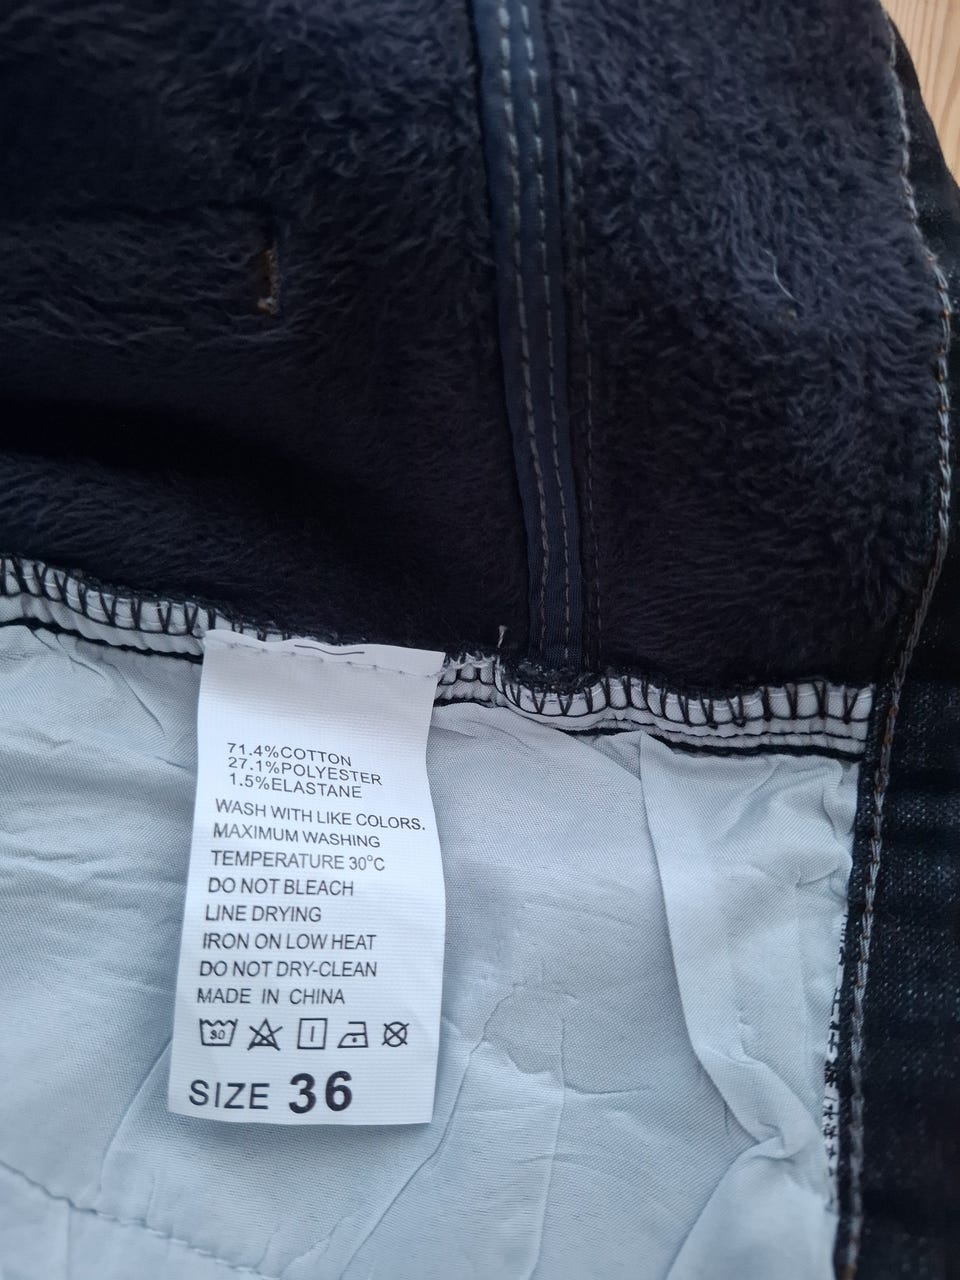 71.4%COTTON
27.1%POLYESTER
1.5%ELASTANE
WASH WITH LIKE COLORS.
MAXIMUM WASHING
TEMPERATURE 30°C
DO NOT BLEACH
LINE DRYING
IRON ON LOW HEAT
DO NOT DRY-CLEAN
MADE IN CHINA
30
SIZE 36